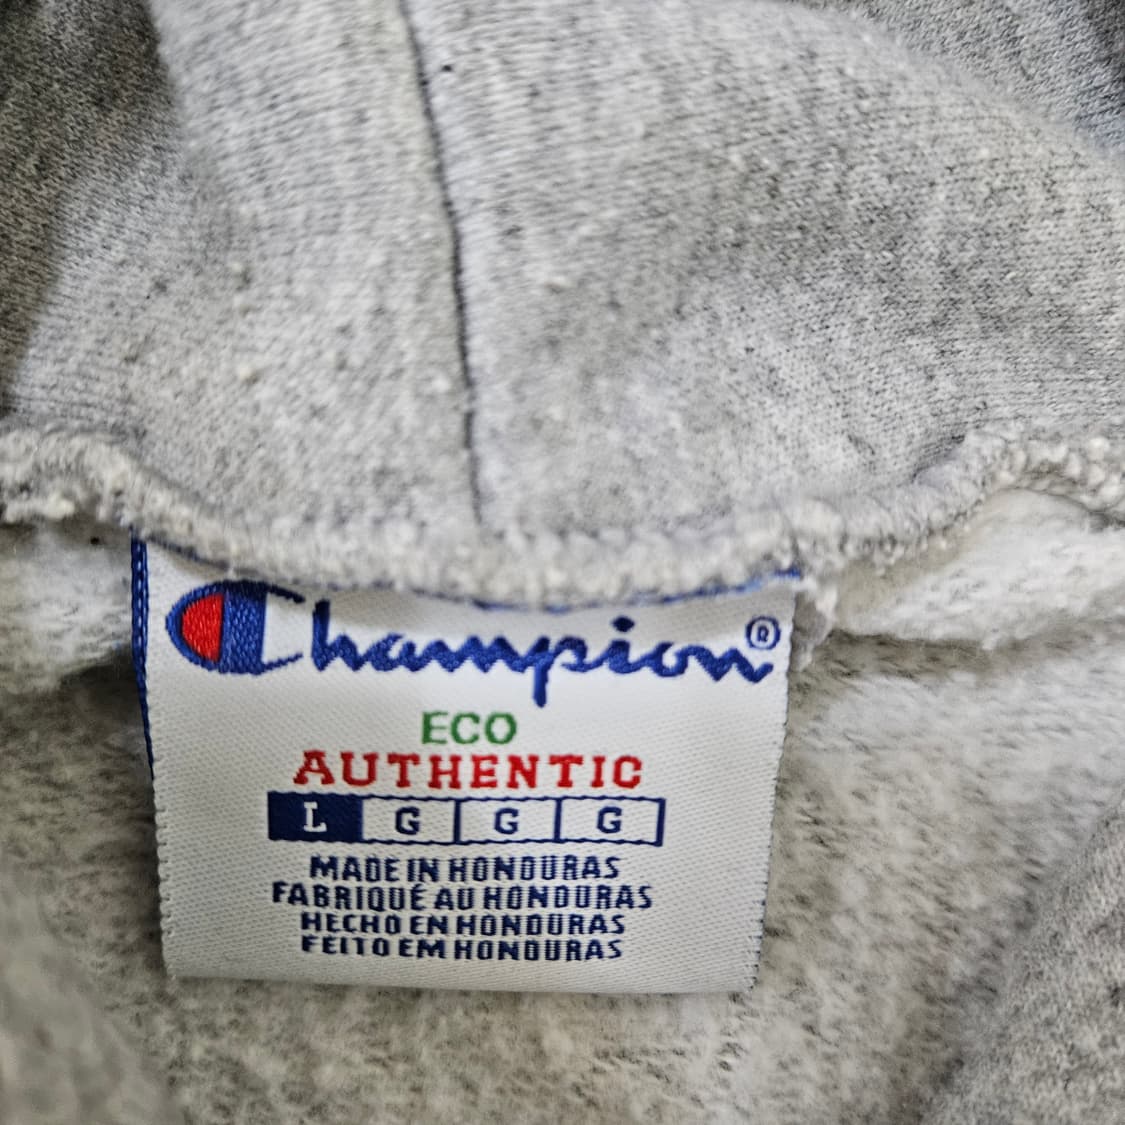 Champion®
ECO
AUTHENTIC
L G G G
MADE IN HONDURAS
FABRIQUÉ AU HONDURAS
HECHO EN HONDURAS
FEITO EM HONDURAS